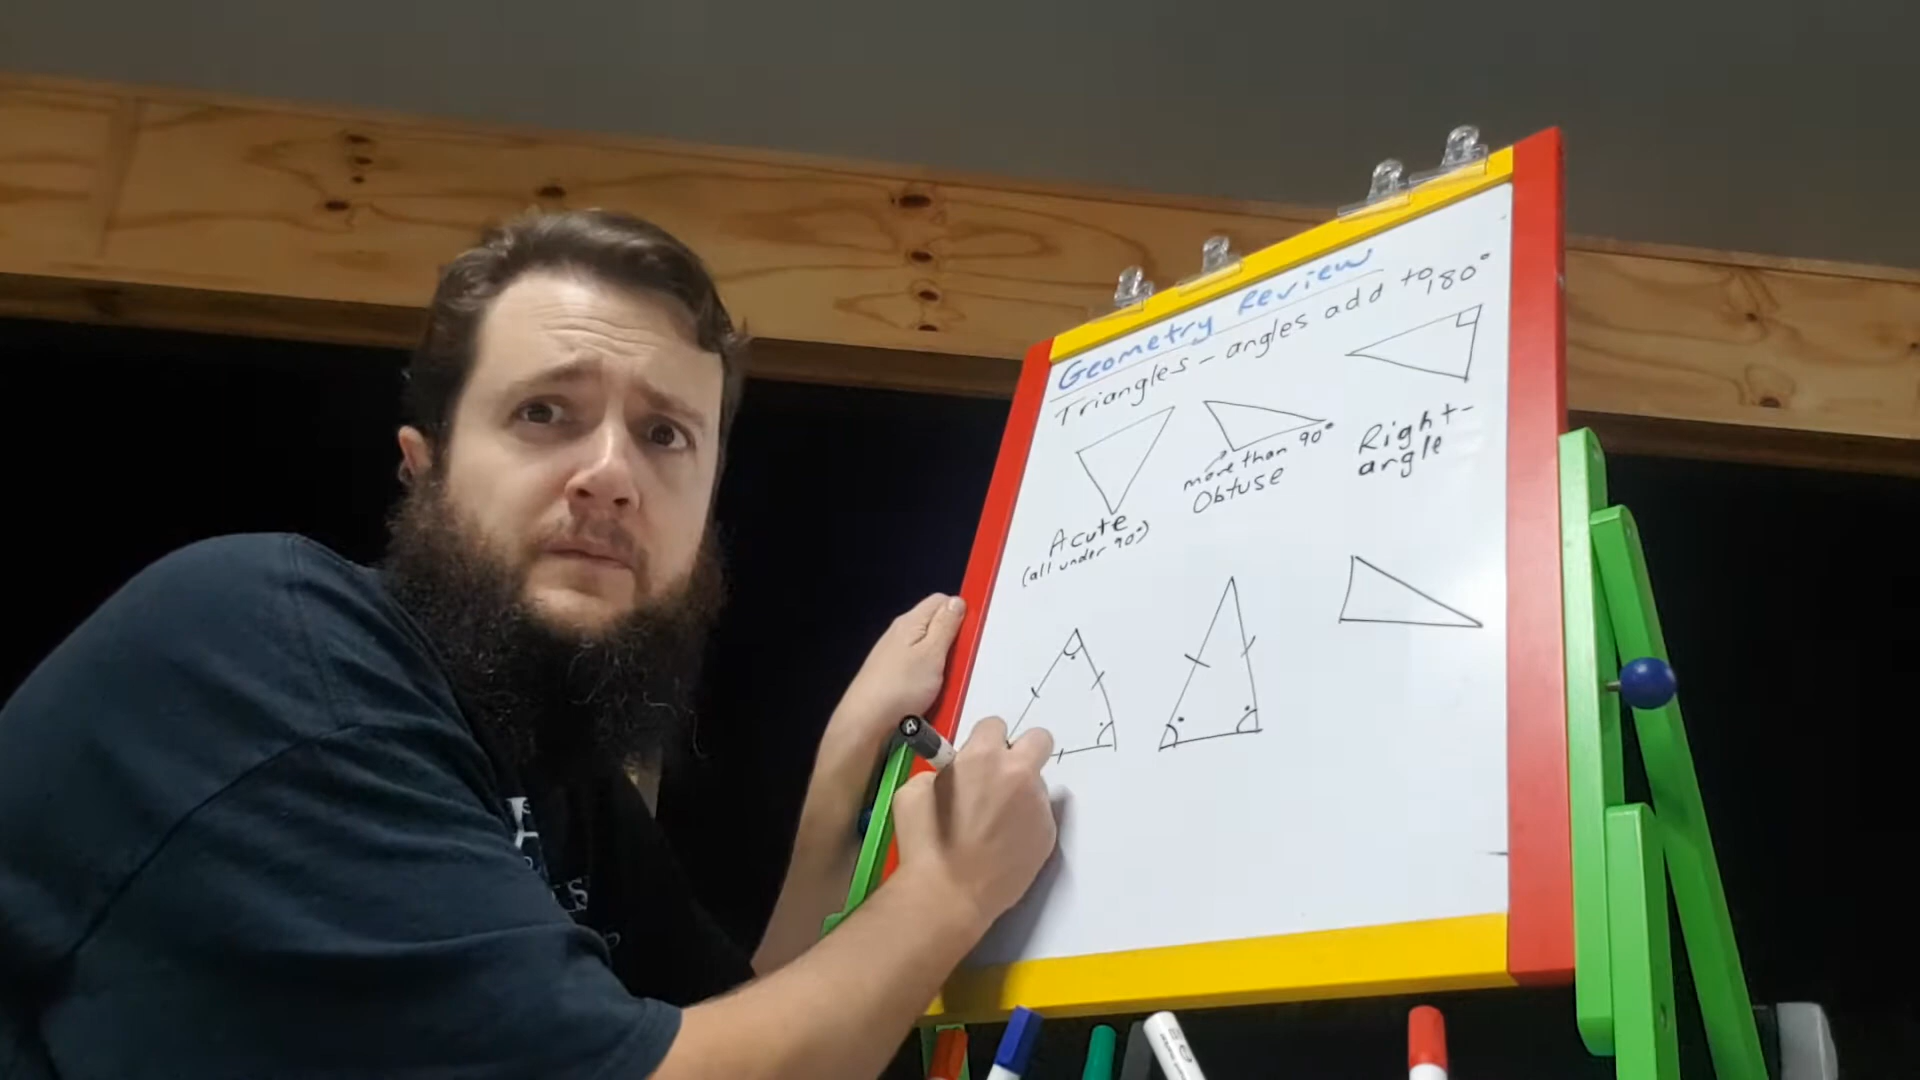 Geometry Review
Triangles - angles add to 180°
more than 90°
Obtuse
Right-
angle
Acute
(all under 90°)